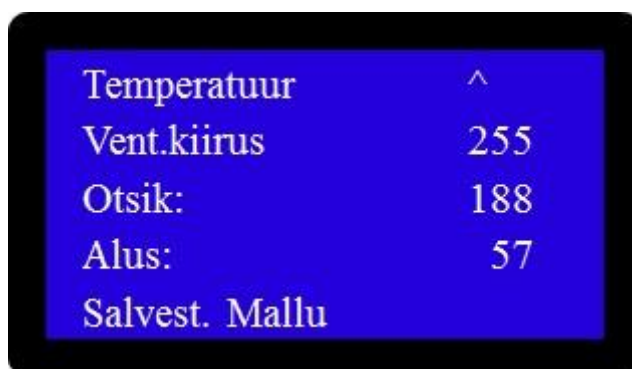 Temperatuur ^
Vent.kiirus 255
Otsik: 188
Alus: 57
Salvest. Mallu